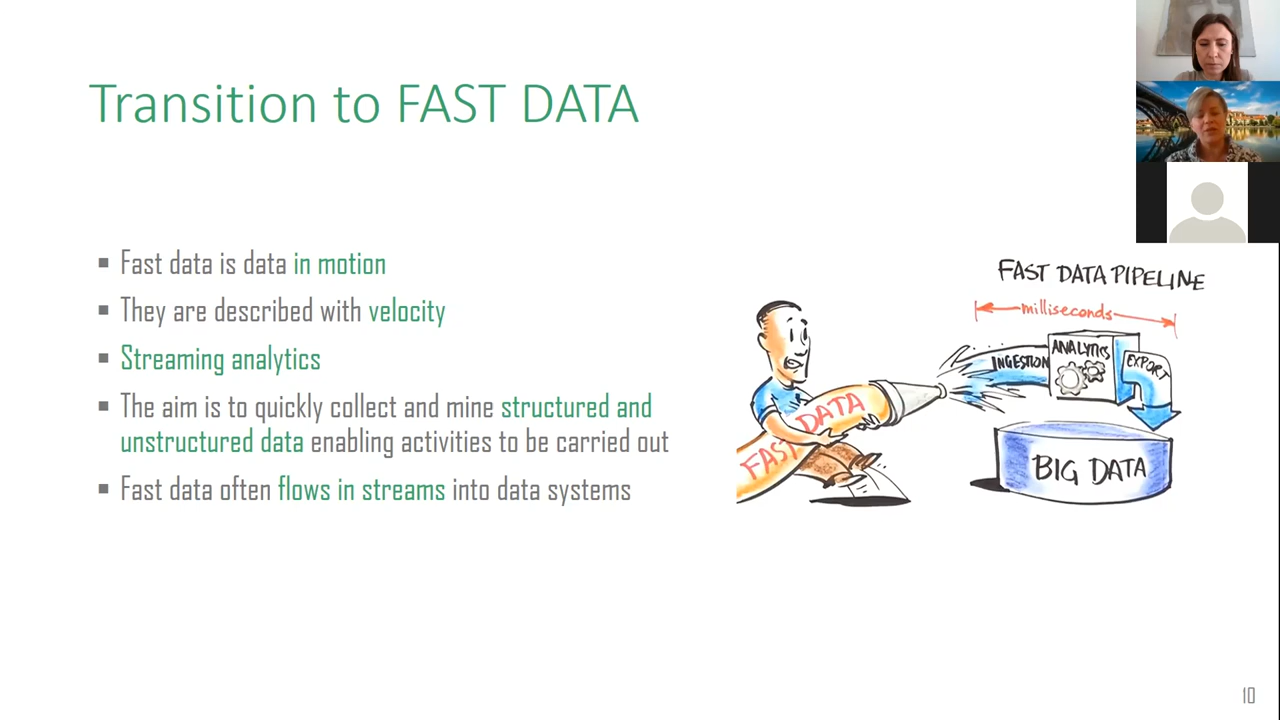 Transition to FAST DATA
▪ Fast data is data in motion
▪ They are described with velocity
▪ Streaming analytics
▪ The aim is to quickly collect and mine structured and
unstructured data enabling activities to be carried out
▪ Fast data often flows in streams into data systems
FAST DATA PIPELINE
milliseconds
INGESTION
ANALYTICS
EXPORT
FAST DATA
BIG DATA
10